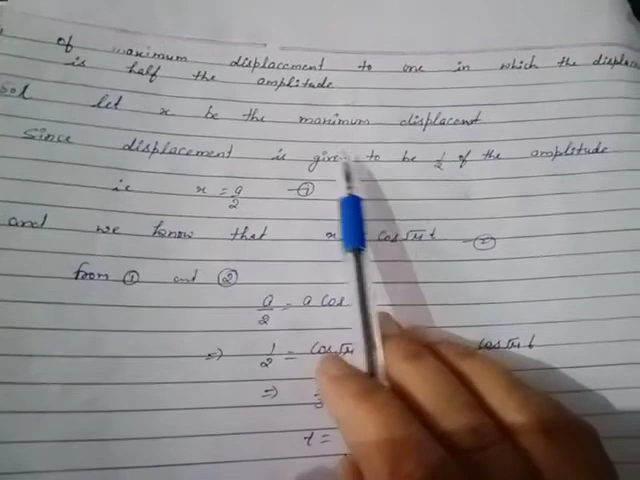 of maximum displacement to one in which the displace
is half the amplitude
Sol let x be the maximum displacement
Since displacement is given to be 1/2 of the amplitude
ie x = a/2 — ①
and we know that x cos√μ t — ②
from ① and ②
a/2 = a cos
=> 1/2 = cos√μ cos√μ t
=>
t =